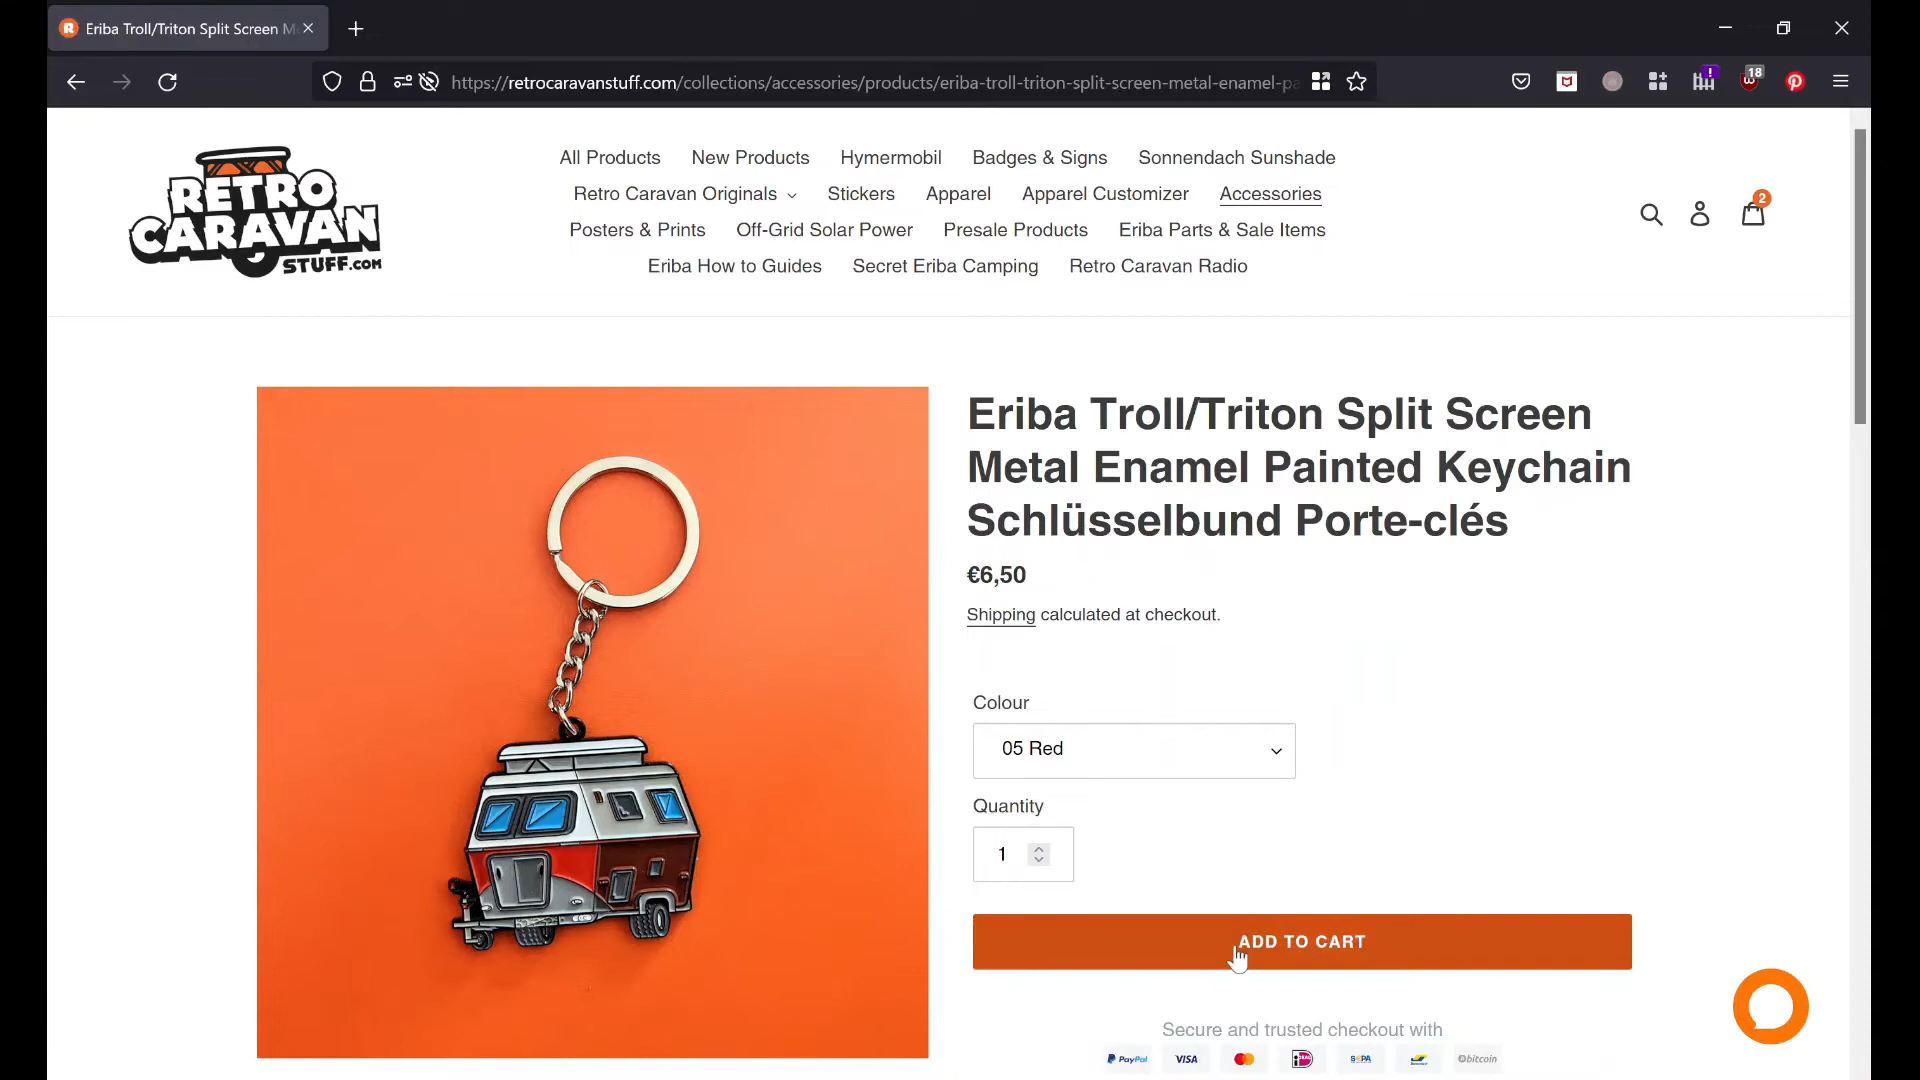 Eriba Troll/Triton Split Screen M
https://retrocaravanstuff.com/collections/accessories/products/eriba-troll-triton-split-screen-metal-enamel-pa
!
18
RETRO
CARAVAN
STUFF.COM
All Products New Products Hymermobil Badges & Signs Sonnendach Sunshade
Retro Caravan Originals Stickers Apparel Apparel Customizer Accessories
Posters & Prints Off-Grid Solar Power Presale Products Eriba Parts & Sale Items
Eriba How to Guides Secret Eriba Camping Retro Caravan Radio
2
Eriba Troll/Triton Split Screen
Metal Enamel Painted Keychain
Schlüsselbund Porte-clés
€6,50
Shipping calculated at checkout.
Colour
05 Red
Quantity
1
ADD TO CART
Secure and trusted checkout with
PayPal VISA iDEAL SEPA bitcoin